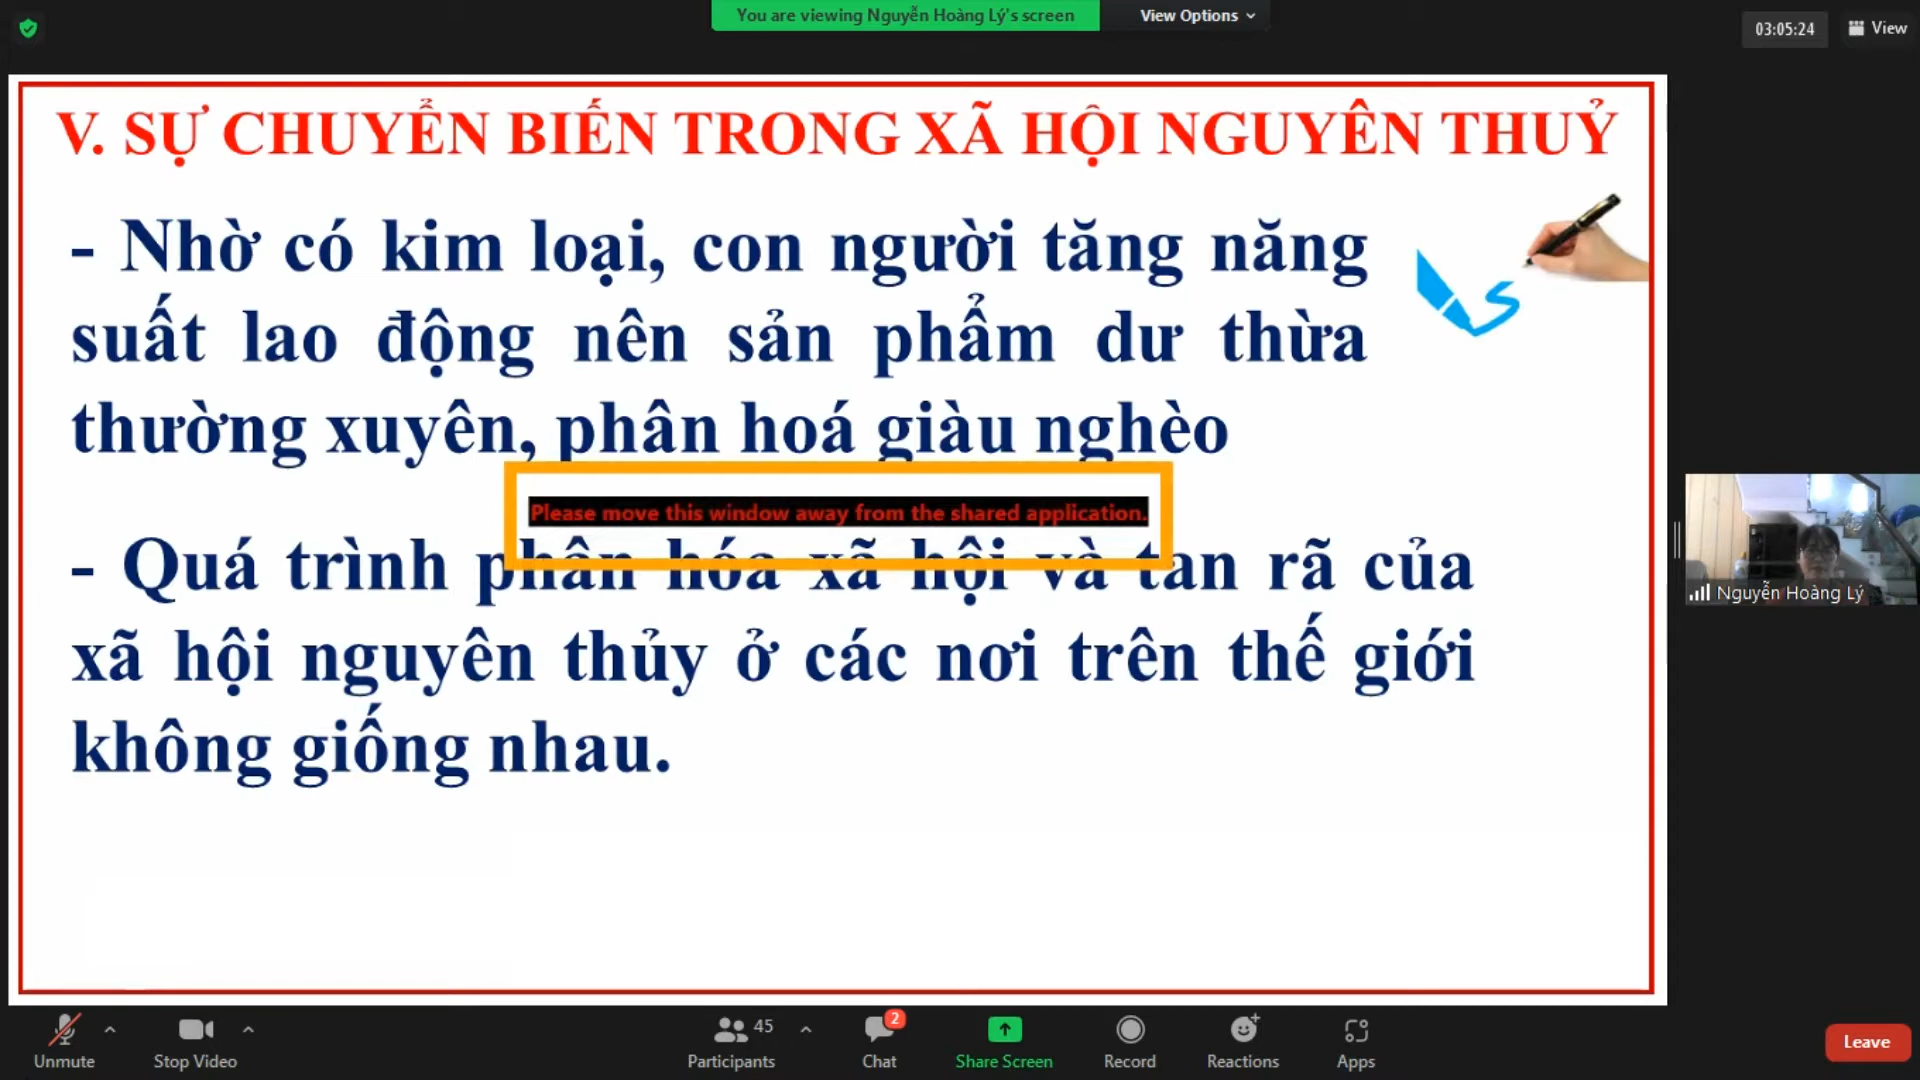 You are viewing Nguyễn Hoàng Lý's screen
View Options
03:05:24
View
V. SỰ CHUYỂN BIẾN TRONG XÃ HỘI NGUYÊN THUỶ
- Nhờ có kim loại, con người tăng năng
suất lao động nên sản phẩm dư thừa
thường xuyên, phân hoá giàu nghèo
Please move this window away from the shared application.
- Quá trình phân hóa xã hội và tan rã của
xã hội nguyên thủy ở các nơi trên thế giới
không giống nhau.
Nguyễn Hoàng Lý
Unmute
Stop Video
45
Participants
2
Chat
Share Screen
Record
Reactions
Apps
Leave